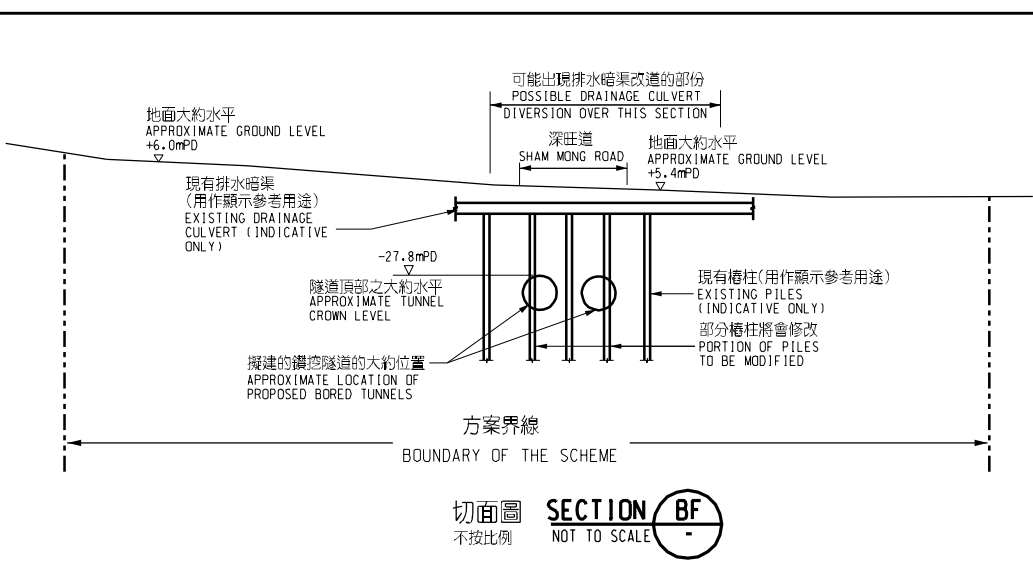 可能出現排水暗渠改道的部份
POSSIBLE DRAINAGE CULVERT
DIVERSION OVER THIS SECTION
地面大約水平
APPROXIMATE GROUND LEVEL
+6.0mPD
深旺道
SHAM MONG ROAD
地面大約水平
APPROXIMATE GROUND LEVEL
+5.4mPD
現有排水暗渠
(用作顯示參考用途)
EXISTING DRAINAGE
CULVERT (INDICATIVE
ONLY)
-27.8mPD
隧道頂部之大約水平
APPROXIMATE TUNNEL
CROWN LEVEL
現有樁柱(用作顯示參考用途)
EXISTING PILES
(INDICATIVE ONLY)
部分樁柱將會修改
PORTION OF PILES
TO BE MODIFIED
擬建的鑽挖隧道的大約位置
APPROXIMATE LOCATION OF
PROPOSED BORED TUNNELS
方案界線
BOUNDARY OF THE SCHEME
切面圖 SECTION BF
不按比例 NOT TO SCALE -